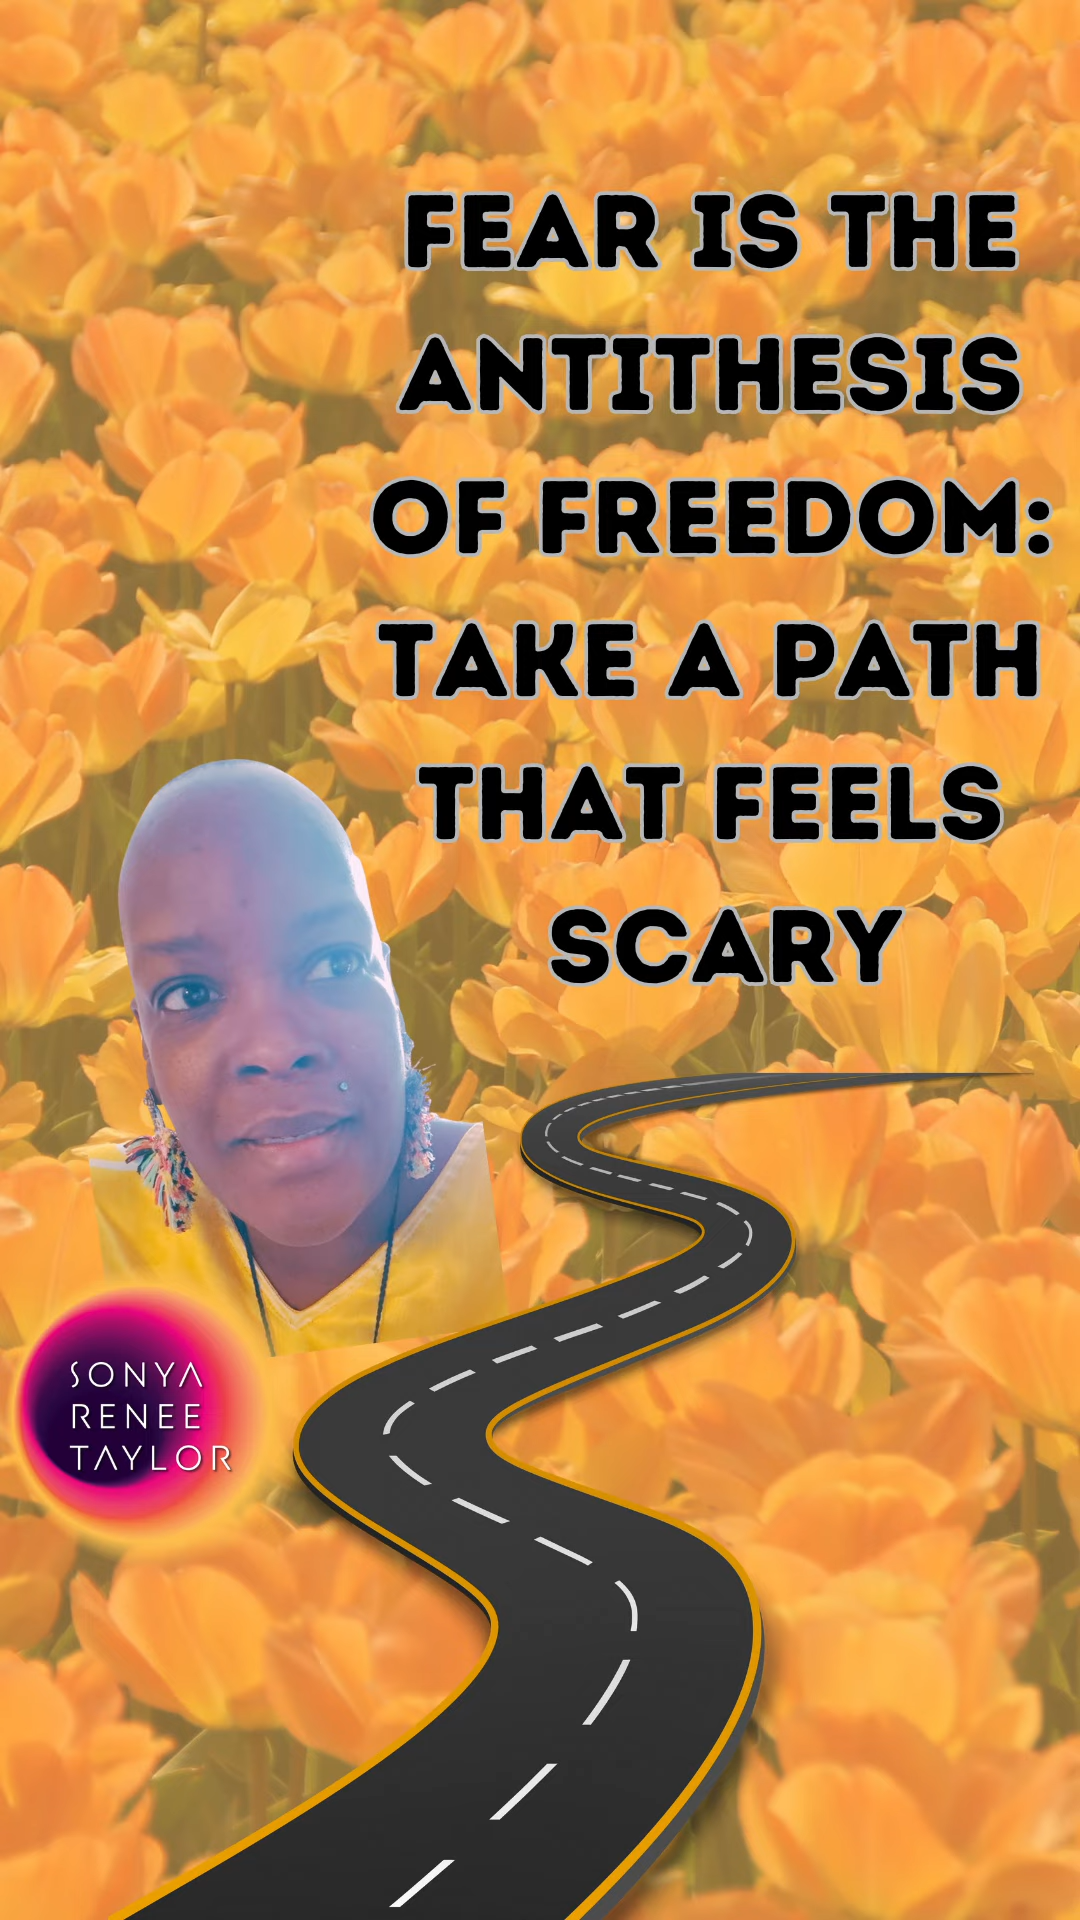 FEAR IS THE
ANTITHESIS
OF FREEDOM:
TAKE A PATH
THAT FEELS
SCARY
SONYA
RENEE
TAYLOR